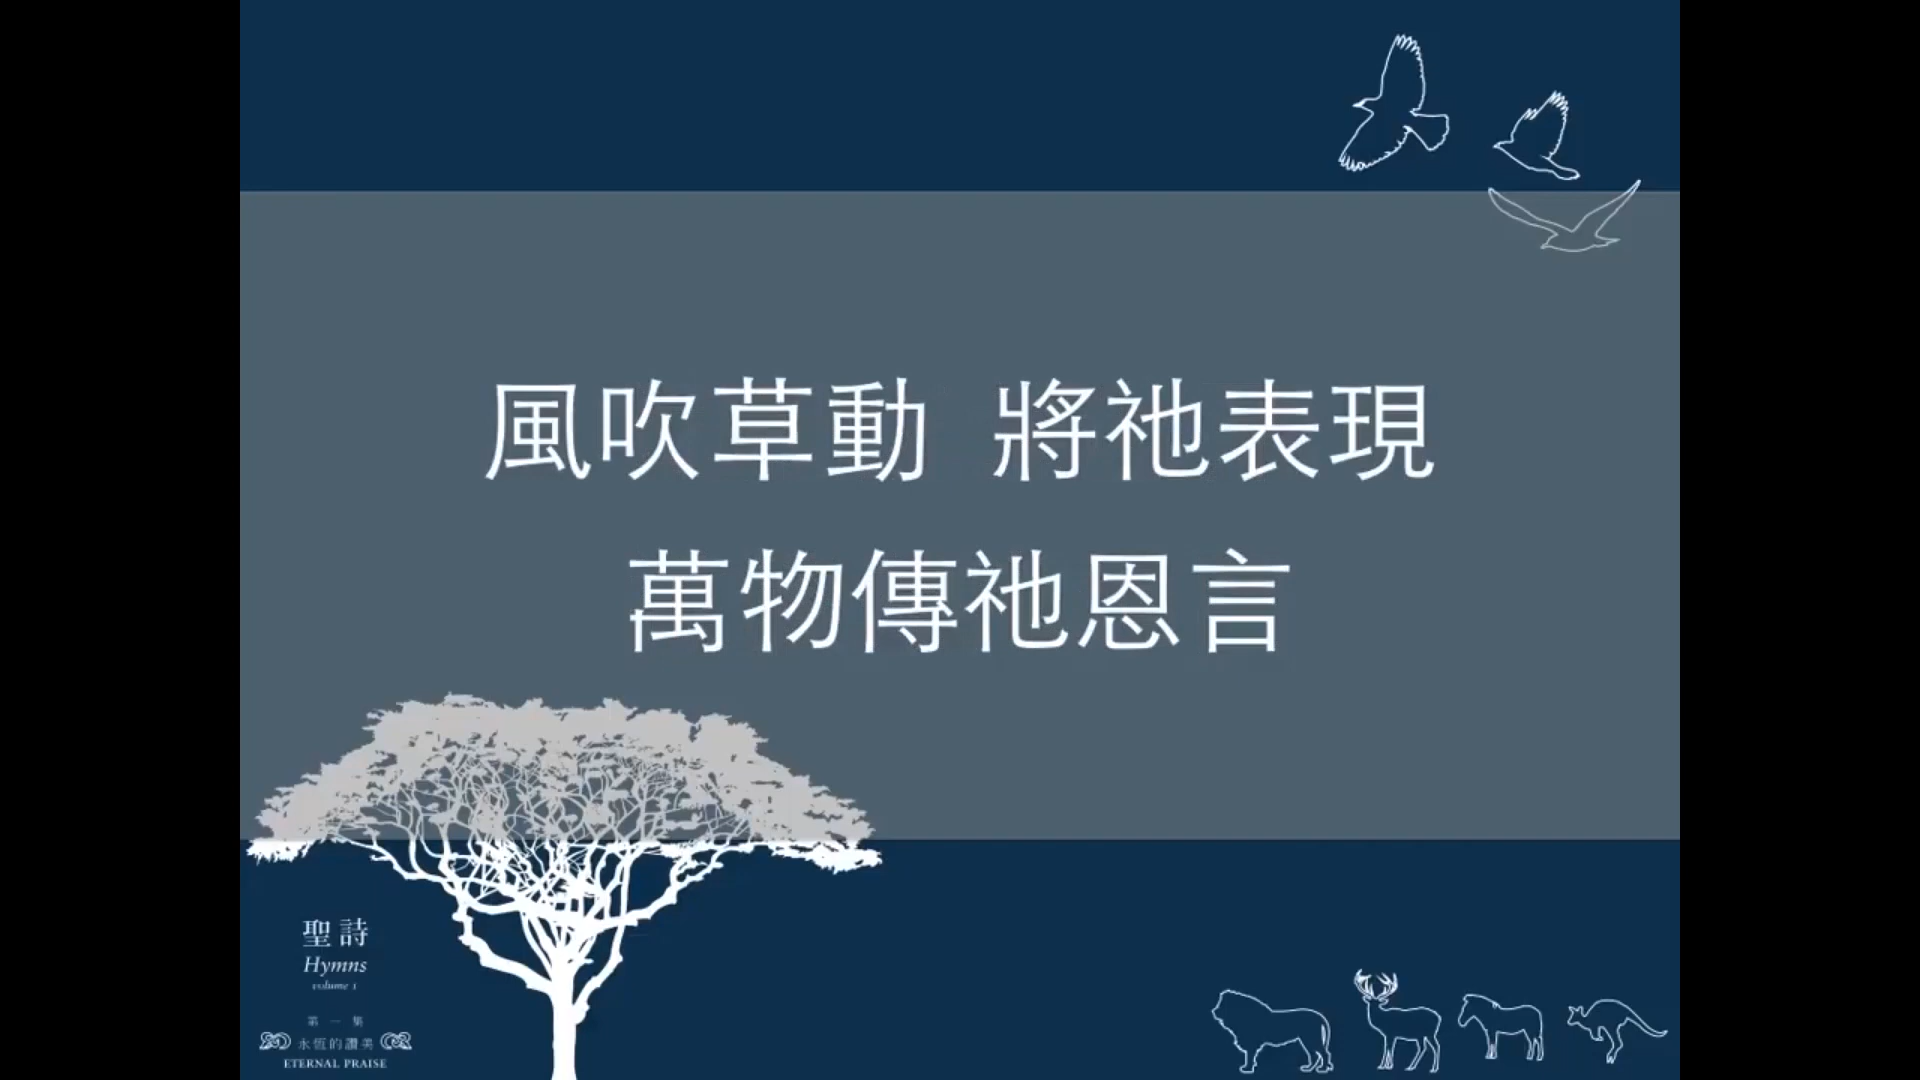 風吹草動 將祂表現
萬物傳祂恩言
聖詩
Hymns
volume 1
第一集
永恆的讚美
ETERNAL PRAISE